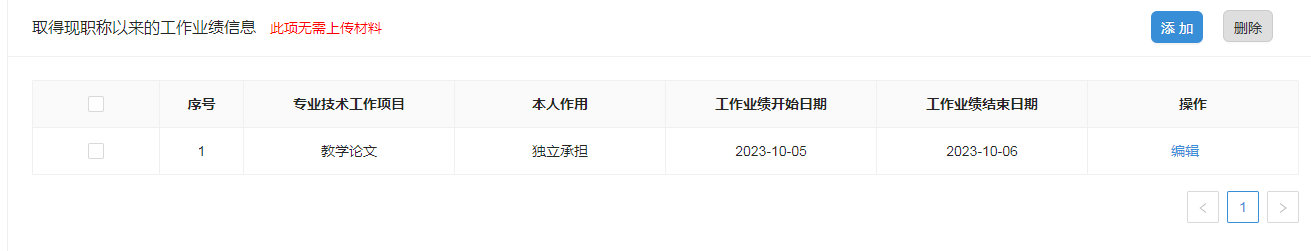 取得现职称以来的工作业绩信息 此项无需上传材料 添 加 删除
序号 专业技术工作项目 本人作用 工作业绩开始日期 工作业绩结束日期 操作
1 教学论文 独立承担 2023-10-05 2023-10-06 编辑
< 1 >